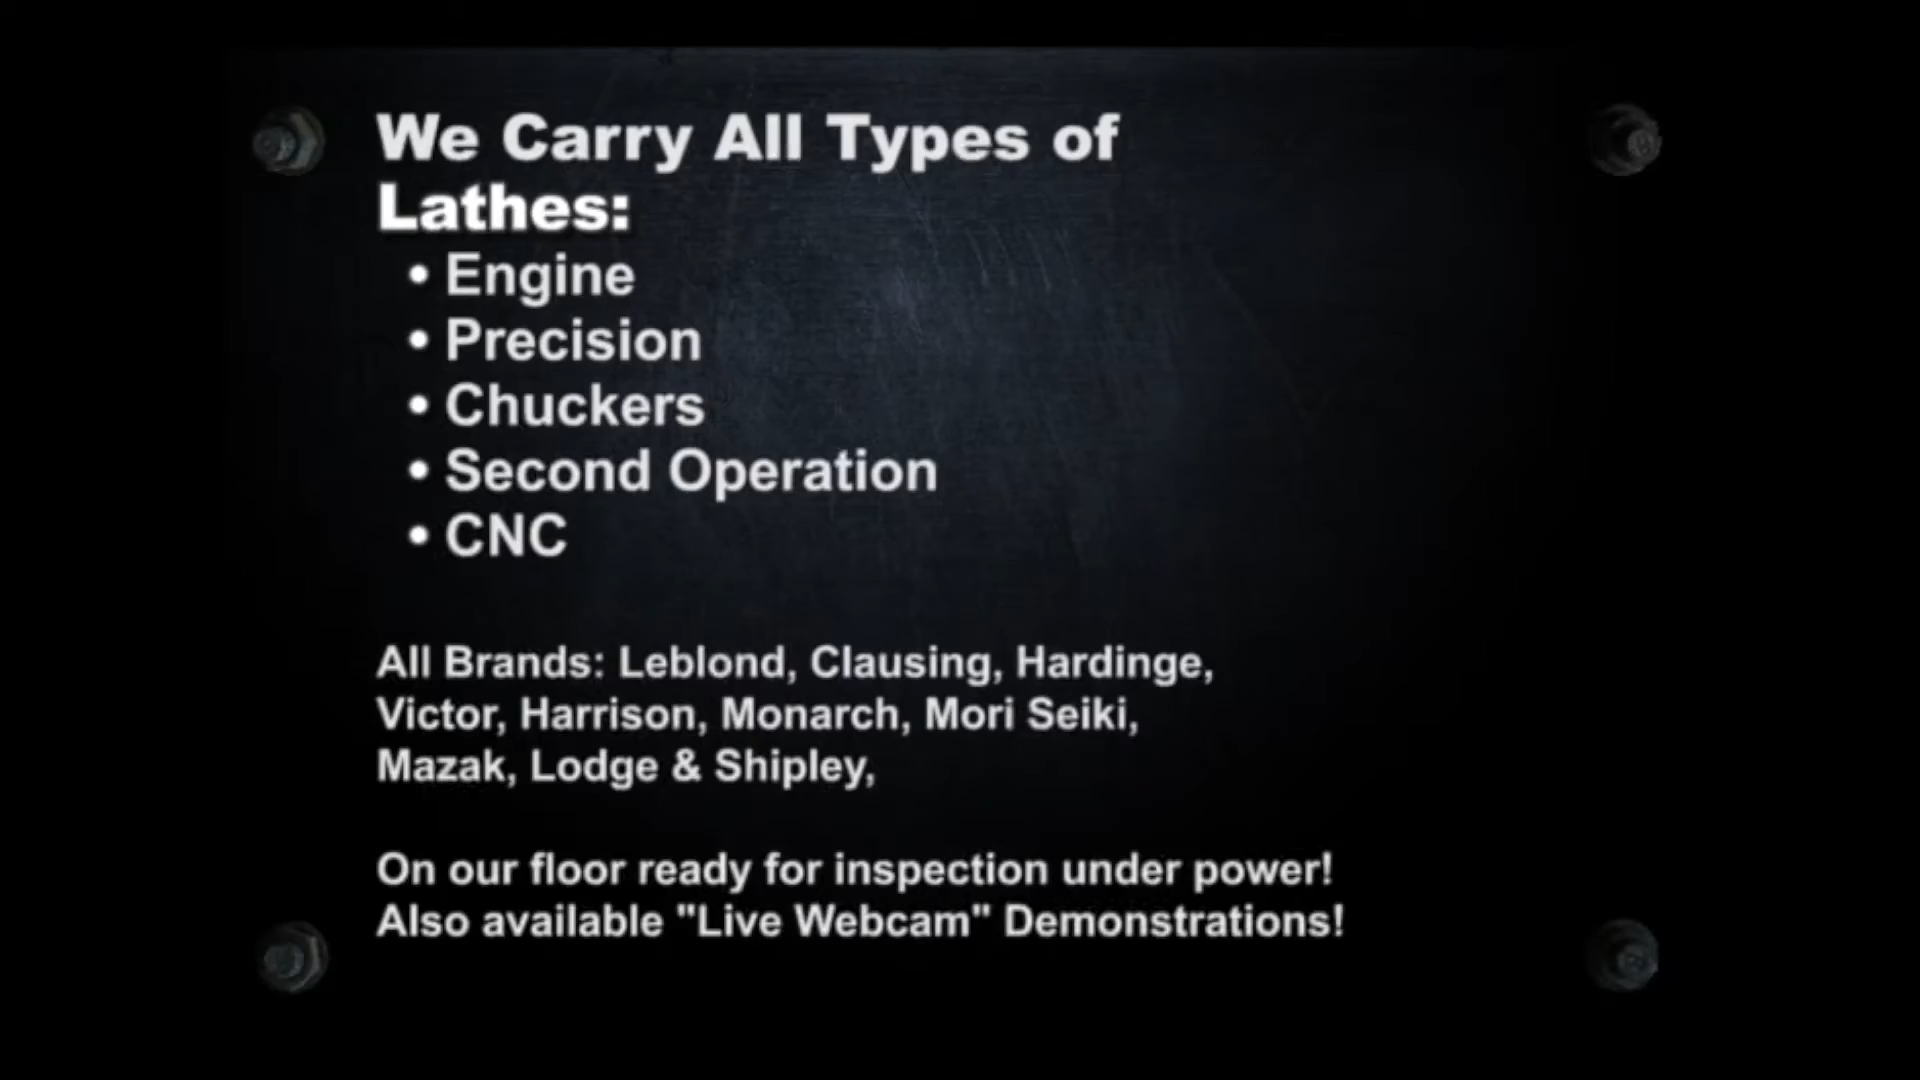 We Carry All Types of
Lathes:
• Engine
• Precision
• Chuckers
• Second Operation
• CNC
All Brands: Leblond, Clausing, Hardinge,
Victor, Harrison, Monarch, Mori Seiki,
Mazak, Lodge & Shipley,
On our floor ready for inspection under power!
Also available "Live Webcam" Demonstrations!